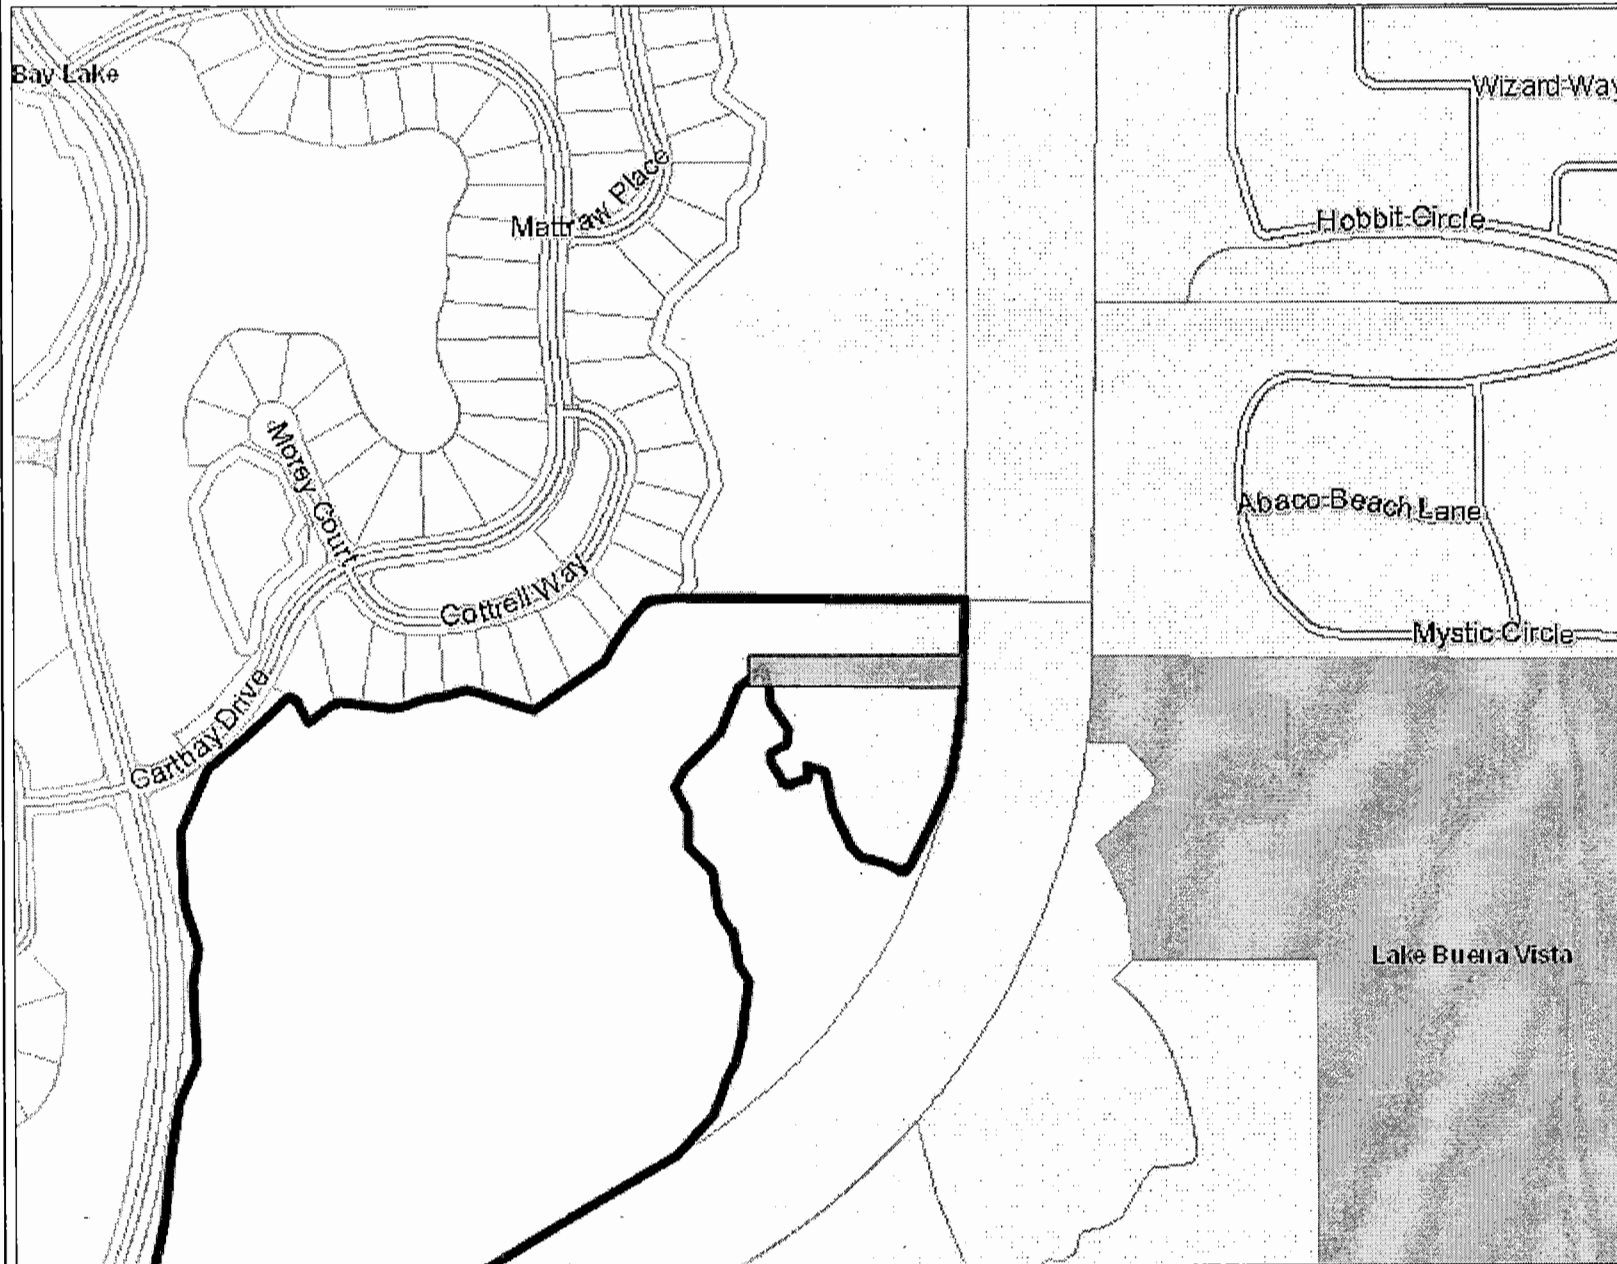 Bay Lake
Wizard Way
Mattraw Place
Hobbit Circle
Morey Court
Abaco Beach Lane
Cottrell Way
Mystic Circle
Garthay Drive
Lake Buena Vista